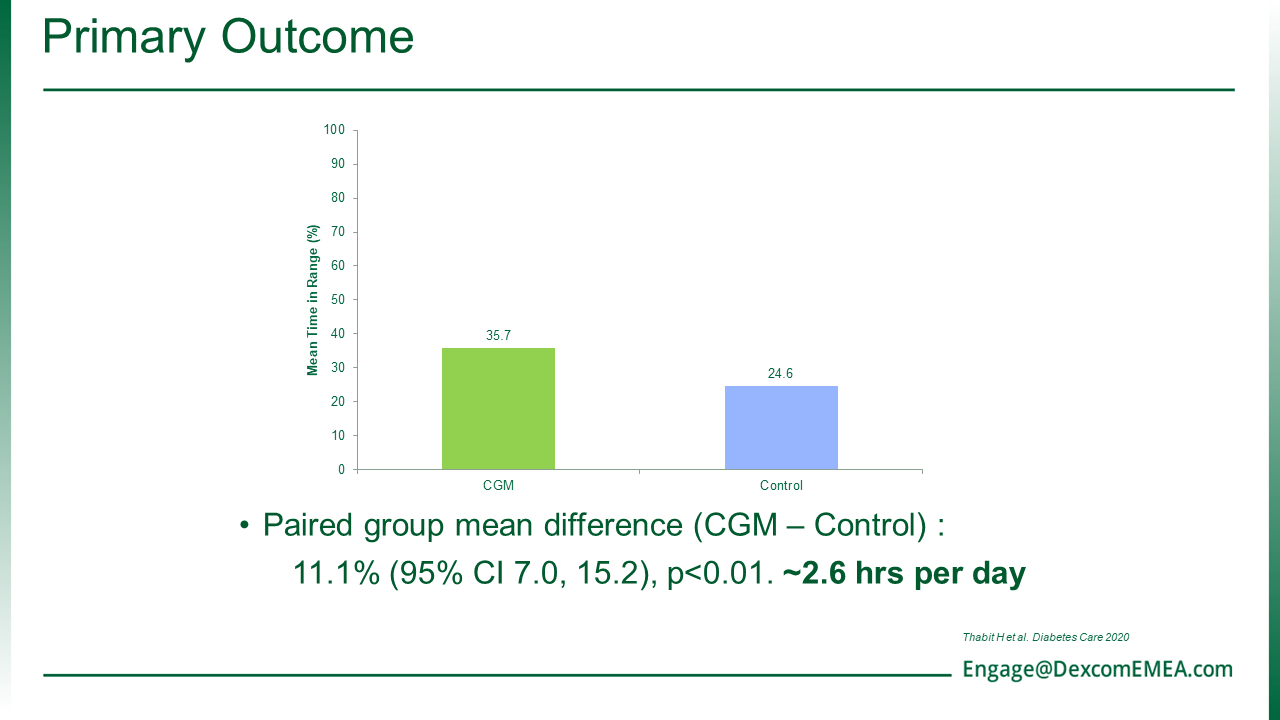 Primary Outcome
Mean Time in Range (%)
100
90
80
70
60
50
40
30
20
10
0
35.7
24.6
CGM
Control
• Paired group mean difference (CGM – Control) :
11.1% (95% CI 7.0, 15.2), p<0.01. ~2.6 hrs per day
Thabit H et al. Diabetes Care 2020
Engage@DexcomEMEA.com